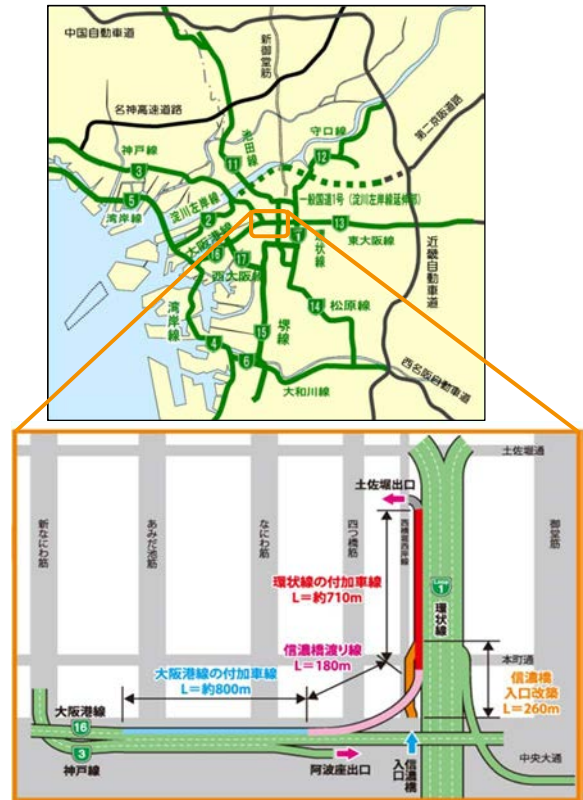 中国自動車道
新御堂筋
名神高速道路
第二京阪道路
池田線
守口線
神戸線
3
11
12
5
淀川左岸線
一般国道1号(淀川左岸線延伸部)
湾岸線
2
13
大阪港線
1
環状線
東大阪線
16
17
西大阪線
近畿自動車道
14
松原線
湾岸線
15
堺線
4
6
西名阪自動車道
大和川線
土佐堀通
土佐堀出口
新なにわ筋
あみだ池筋
なにわ筋
四つ橋筋
西横堀西岸線
御堂筋
環状線の付加車線
L=約710m
Loop
1
環状線
信濃橋渡り線
L=180m
本町通
大阪港線の付加車線
L=約800m
信濃橋
入口改築
L=260m
大阪港線
16
3
神戸線
阿波座出口
信濃橋
入口
中央大通